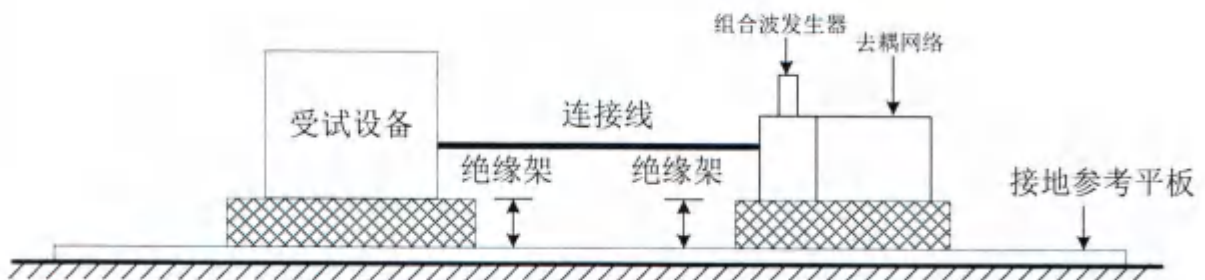 组合波发生器
去耦网络
受试设备
连接线
绝缘架
绝缘架
接地参考平板